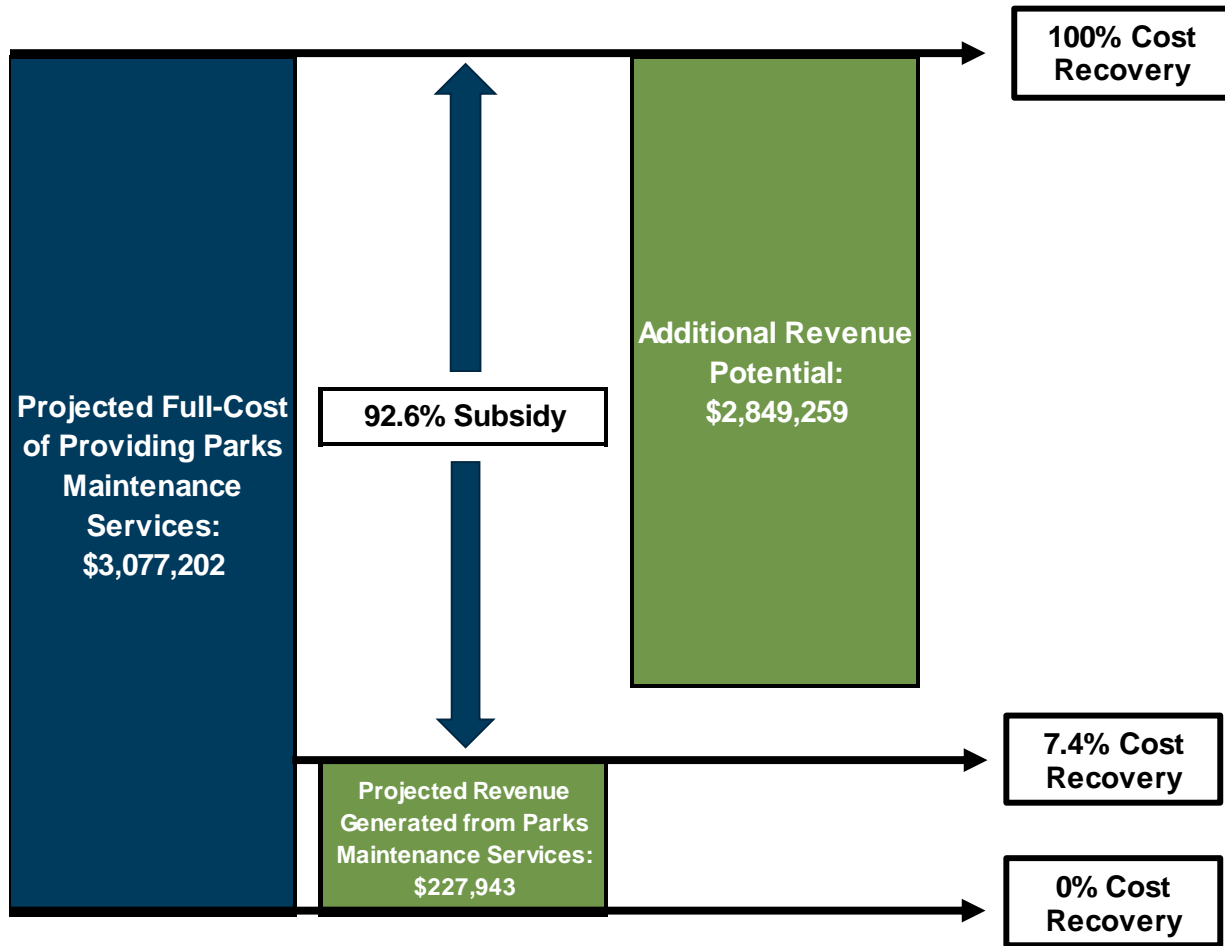 100% Cost
Recovery
Projected Full-Cost
of Providing Parks
Maintenance
Services:
$3,077,202
92.6% Subsidy
Additional Revenue
Potential:
$2,849,259
7.4% Cost
Recovery
Projected Revenue
Generated from Parks
Maintenance Services:
$227,943
0% Cost
Recovery